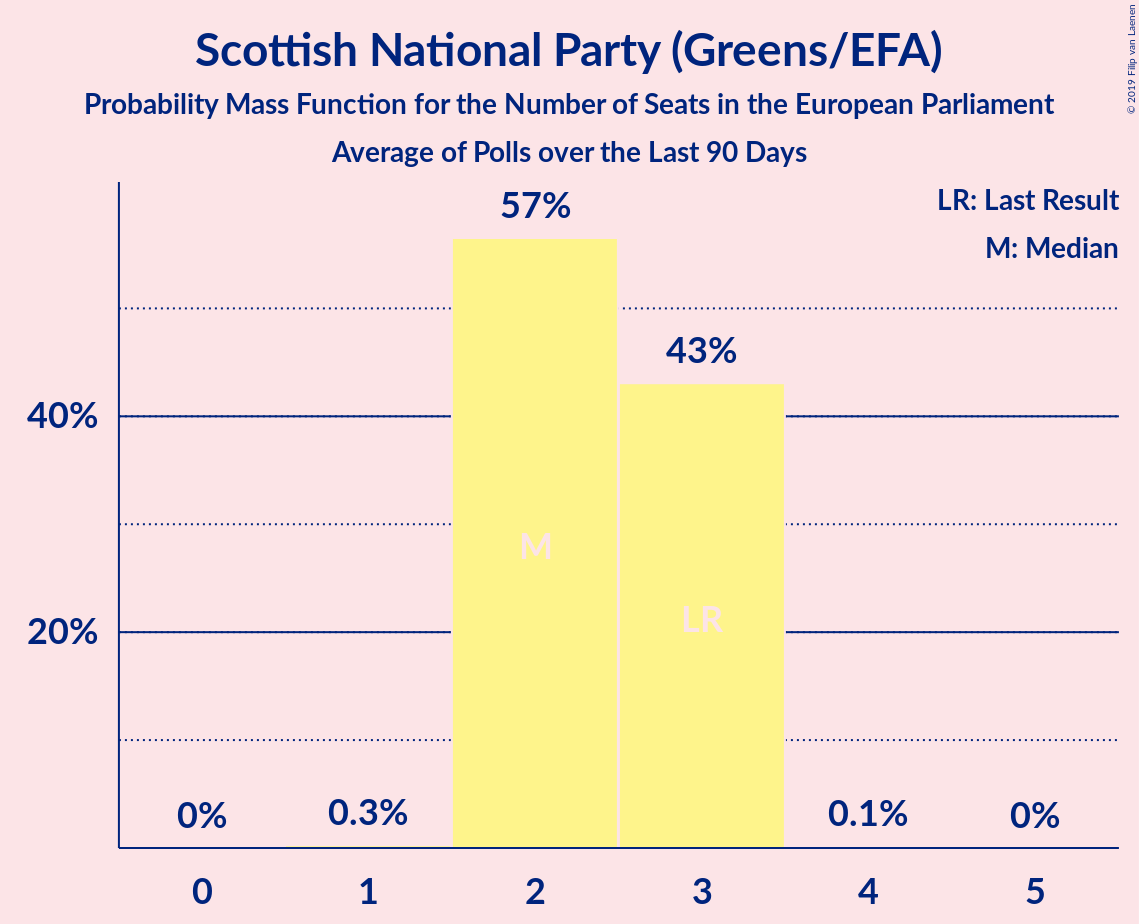 Scottish National Party (Greens/EFA)
Probability Mass Function for the Number of Seats in the European Parliament
Average of Polls over the Last 90 Days
© 2019 Filip van Laenen
LR: Last Result
M: Median
57%
43%
40%
M
LR
20%
0%
0.3%
0.1%
0%
0
1
2
3
4
5